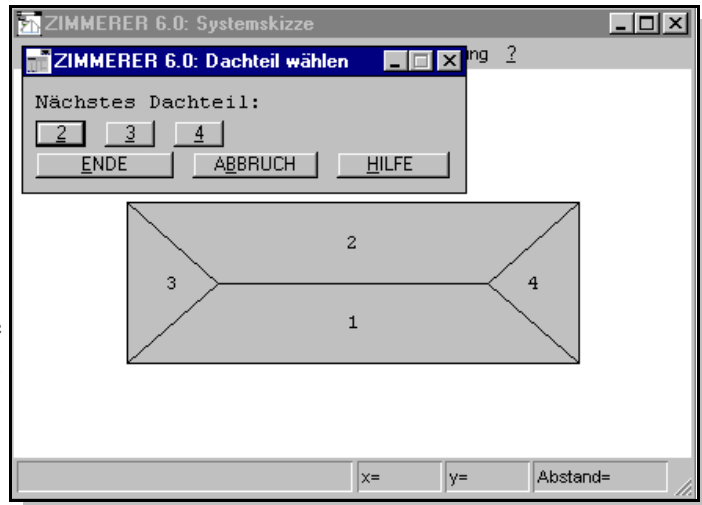 ZIMMERER 6.0: Systemskizze
ung ?
ZIMMERER 6.0: Dachteil wählen
Nächstes Dachteil:
2 3 4
ENDE ABBRUCH HILFE
2
3 4
1
x= y= Abstand=